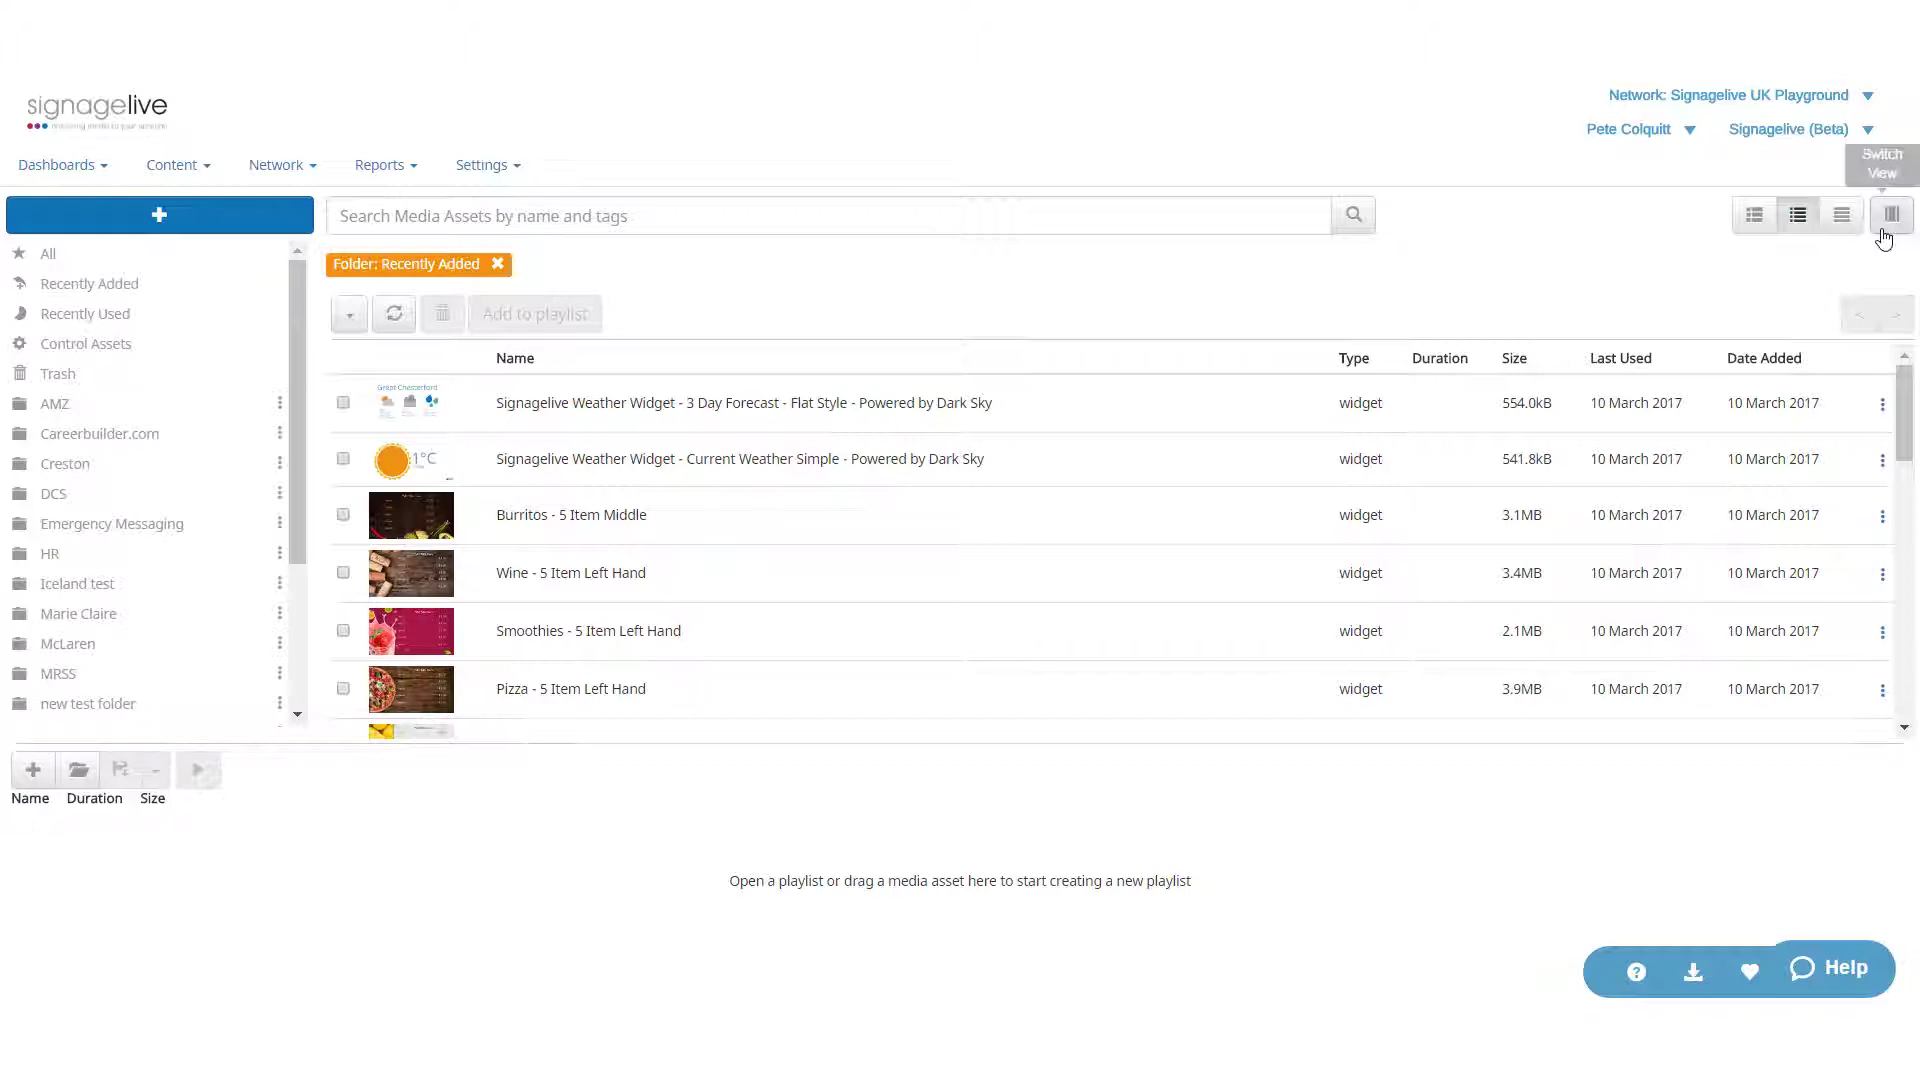 signagelive
Network: Signagelive UK Playground
Pete Colquitt
Signagelive (Beta)
Dashboards
Content
Network
Reports
Settings
Switch
View
Search Media Assets by name and tags
All
Recently Added
Recently Used
Control Assets
Trash
AMZ
Careerbuilder.com
Creston
DCS
Emergency Messaging
HR
Iceland test
Marie Claire
McLaren
MRSS
new test folder
Folder: Recently Added
Add to playlist
Name Type Duration Size Last Used Date Added
Great Chesterford
Signagelive Weather Widget - 3 Day Forecast - Flat Style - Powered by Dark Sky widget 554.0kB 10 March 2017 10 March 2017
1°C
Signagelive Weather Widget - Current Weather Simple - Powered by Dark Sky widget 541.8kB 10 March 2017 10 March 2017
Burritos - 5 Item Middle widget 3.1MB 10 March 2017 10 March 2017
Wine - 5 Item Left Hand widget 3.4MB 10 March 2017 10 March 2017
Smoothies - 5 Item Left Hand widget 2.1MB 10 March 2017 10 March 2017
Pizza - 5 Item Left Hand widget 3.9MB 10 March 2017 10 March 2017
Name Duration Size
Open a playlist or drag a media asset here to start creating a new playlist
Help